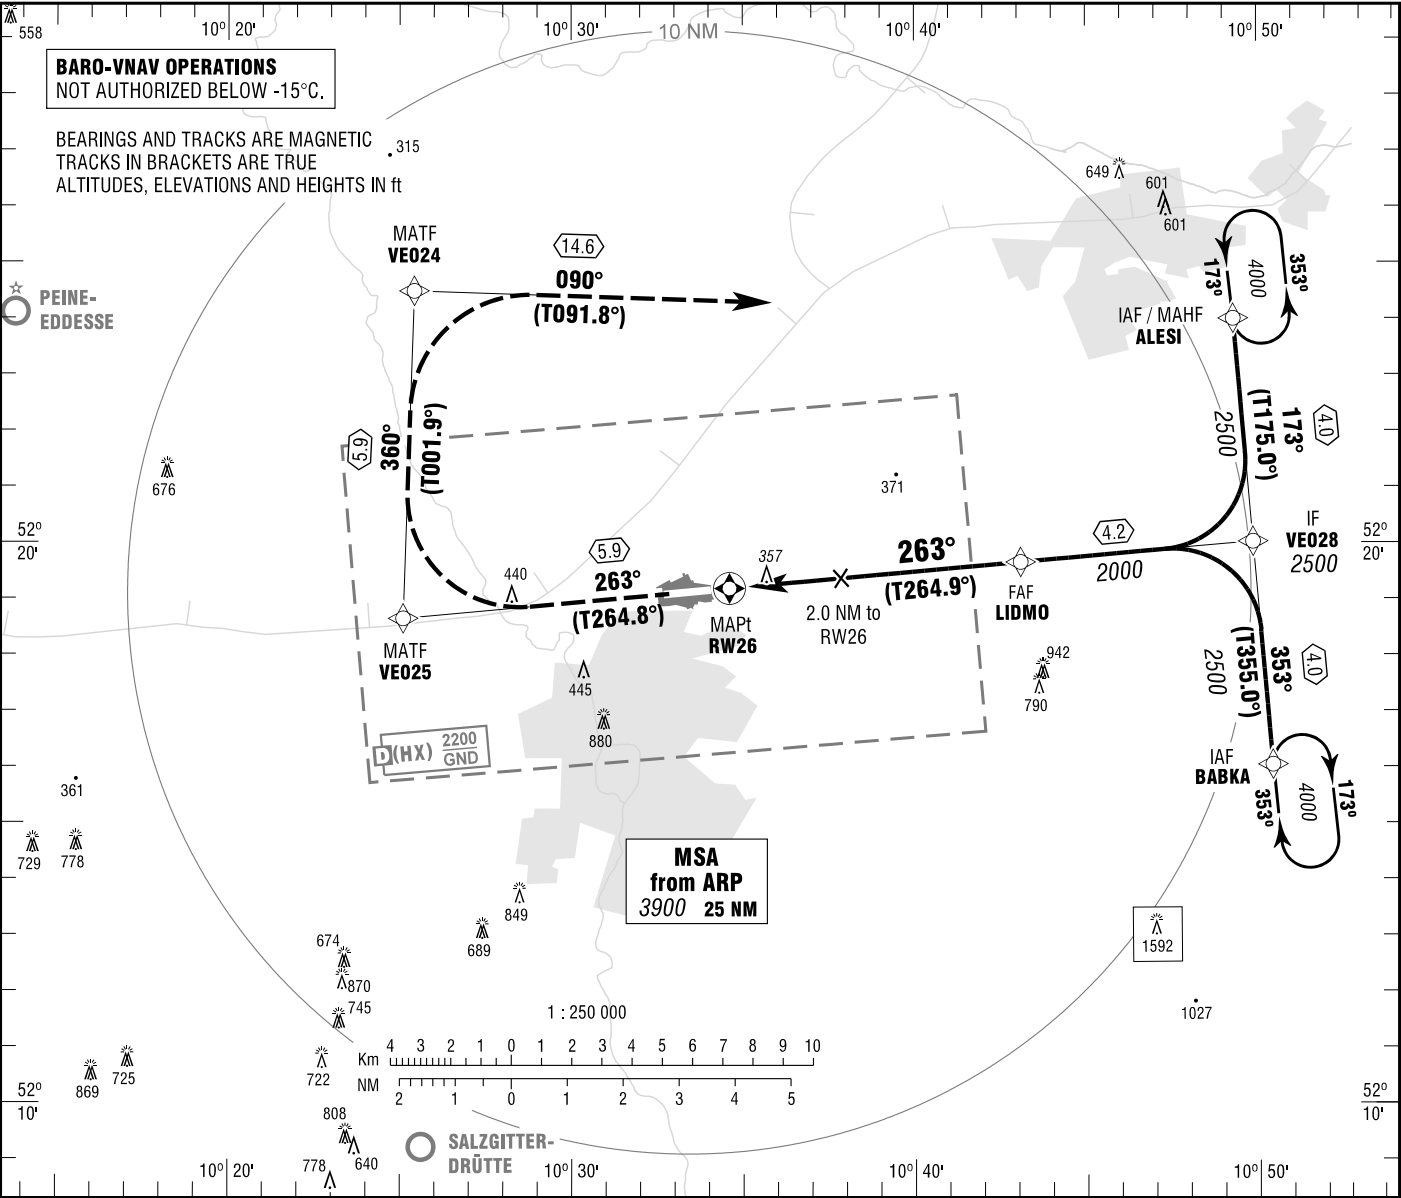 558
10° 20'
10° 30'
10 NM
10° 40'
10° 50'
BARO-VNAV OPERATIONS
NOT AUTHORIZED BELOW -15°C.
BEARINGS AND TRACKS ARE MAGNETIC
TRACKS IN BRACKETS ARE TRUE
ALTITUDES, ELEVATIONS AND HEIGHTS IN ft
315
649
601
601
MATF
VE024
14.6
090°
(T091.8°)
PEINE-
EDDESSE
173°
4000
353°
IAF / MAHF
ALESI
2500
(T175.0°)
173°
4.0
5.9
360°
(T001.9°)
676
371
52°
20'
5.9
263°
(T264.8°)
440
357
263°
(T264.9°)
4.2
2000
IF
VE028
2500
52°
20'
2.0 NM to
RW26
FAF
LIDMO
MAPt
RW26
MATF
VE025
445
880
942
790
2500
(T355.0°)
353°
4.0
D(HX)
2200
GND
IAF
BABKA
353°
4000
173°
361
729
778
MSA
from ARP
3900 25 NM
849
689
1592
1027
674
870
745
722
869
725
1 : 250 000
Km
4 3 2 1 0 1 2 3 4 5 6 7 8 9 10
NM
2 1 0 1 2 3 4 5
52°
10'
52°
10'
808
640
778
SALZGITTER-
DRÜTTE
10° 20'
10° 30'
10° 40'
10° 50'